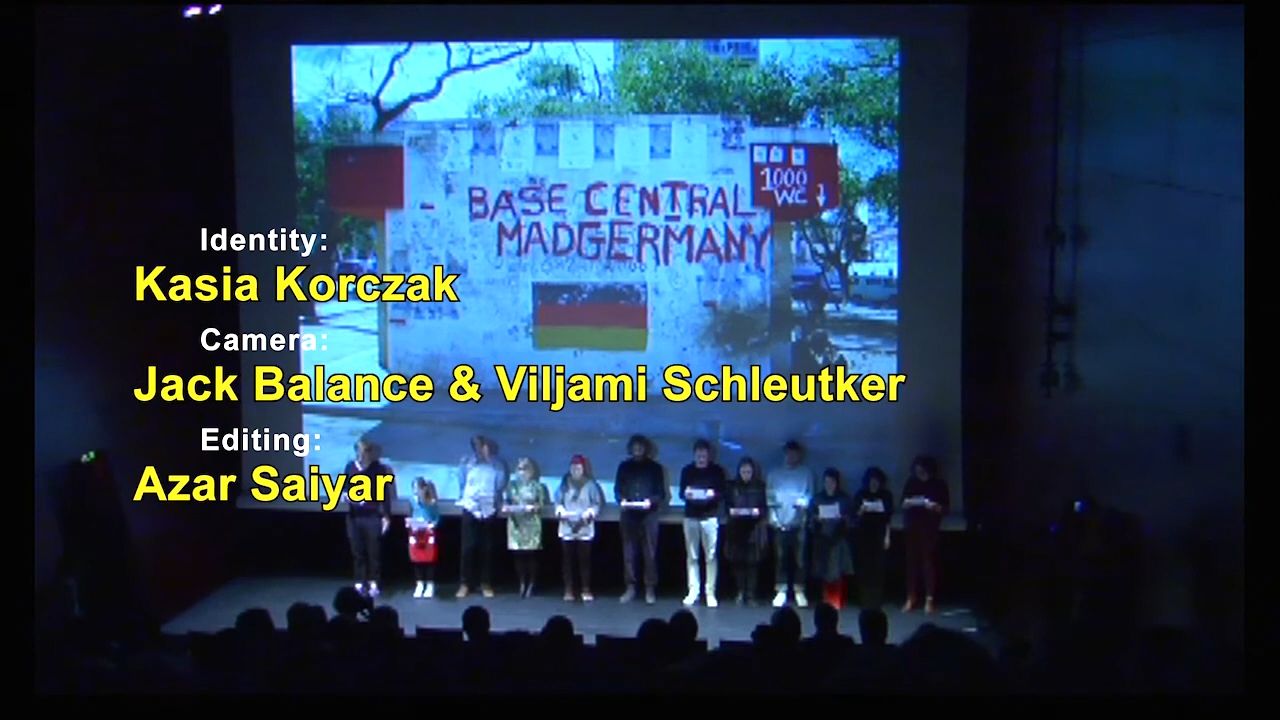 BASE CENTRAL
MADGERMANY
1000
WC
Identity:
Kasia Korczak
Camera:
Jack Balance & Viljami Schleutker
Editing:
Azar Saiyar